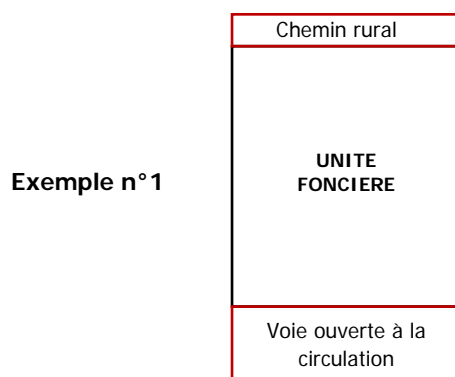 Chemin rural
Exemple n°1
UNITE
FONCIERE
Voie ouverte à la
circulation